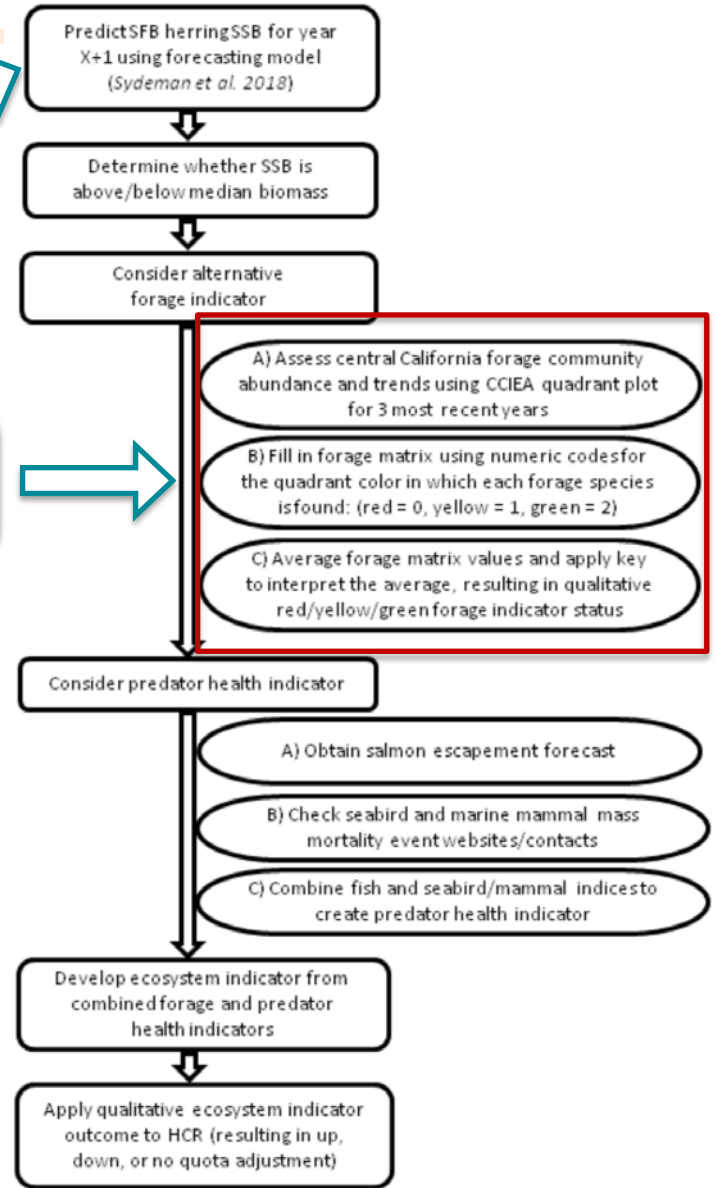 PredictSFB herringSSB for year
X+1 using forecasting model
(Sydeman et al. 2018)
Determine whether SSB is
above/below median biomass
Consider alternative
forage indicator
A) Assess central California forage community
abundance and trends using CCIEA quadrant plot
for 3 most recent years
B) Fill in forage matrix using numeric codes for
the quadrant color in which each forage species
is found: (red = 0, yellow = 1, green = 2)
C) Average forage matrix values and apply key
to interpret the average, resulting in qualitative
red/yellow/green forage indicator status
Consider predator health indicator
A) Obtain salmon escapement forecast
B) Check seabird and marine mammal mass
mortality event websites/contacts
C) Combine fish and seabird/mammal indices to
create predator health indicator
Develop ecosystem indicator from
combined forage and predator
health indicators
Apply qualitative ecosystem indicator
outcome to HCR (resulting in up,
down, or no quota adjustment)